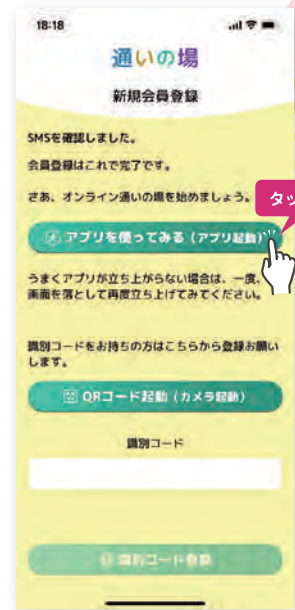 18:18
通いの場
新規会員登録
SMSを確認しました。
会員登録はこれで完了です。
さあ、オンライン通いの場を始めましょう。
タッ
アプリを使ってみる（アプリ起動）
うまくアプリが立ち上がらない場合は、一度、
画面を落として再度立ち上げてみてください。
識別コードをお持ちの方はこちらから登録お願い
します。
QRコード起動（カメラ起動）
識別コード
識別コード登録